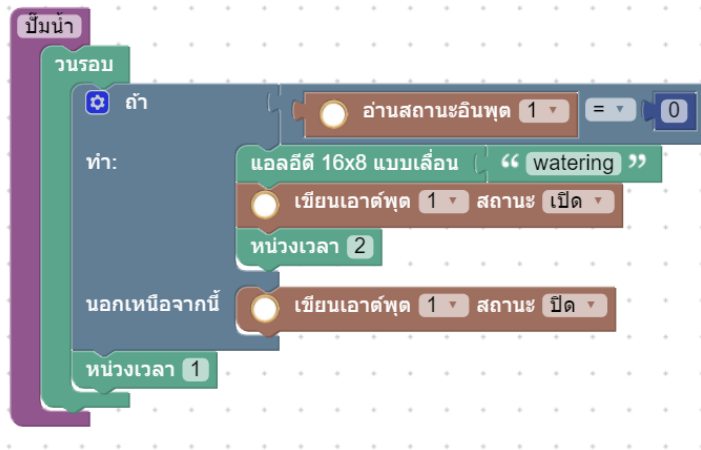 ปั๊มน้ำ
วนรอบ
ถ้า อ่านสถานะอินพุต 1 = 0
ทำ: แอลอีดี 16x8 แบบเลื่อน “ watering ”
เขียนเอาต์พุต 1 สถานะ เปิด
หน่วงเวลา 2
นอกเหนือจากนี้ เขียนเอาต์พุต 1 สถานะ ปิด
หน่วงเวลา 1